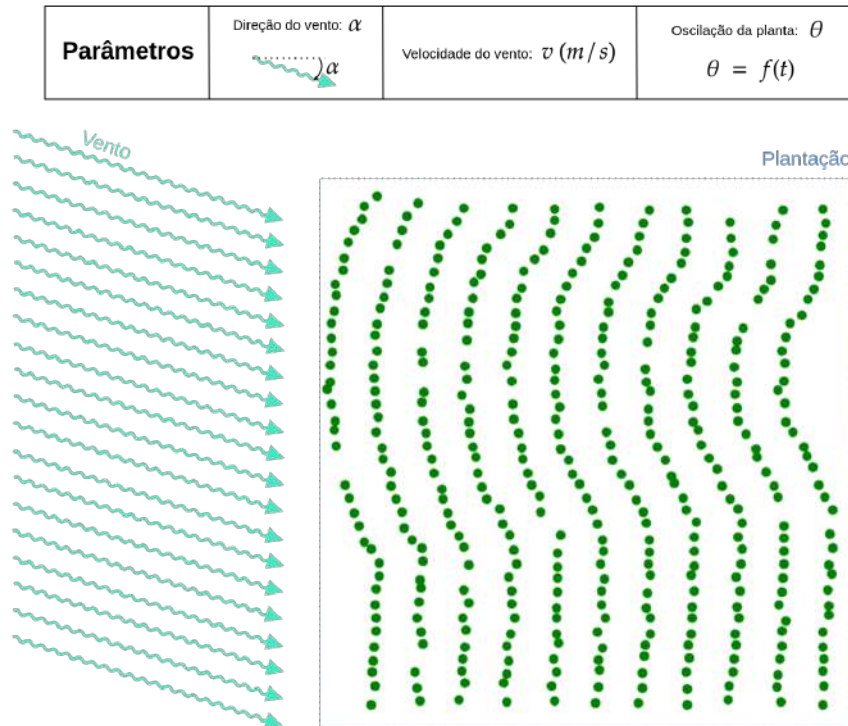 Parâmetros
Direção do vento: α
α
Velocidade do vento: v (m/s)
Oscilação da planta: θ
θ = f(t)
Vento
Plantação